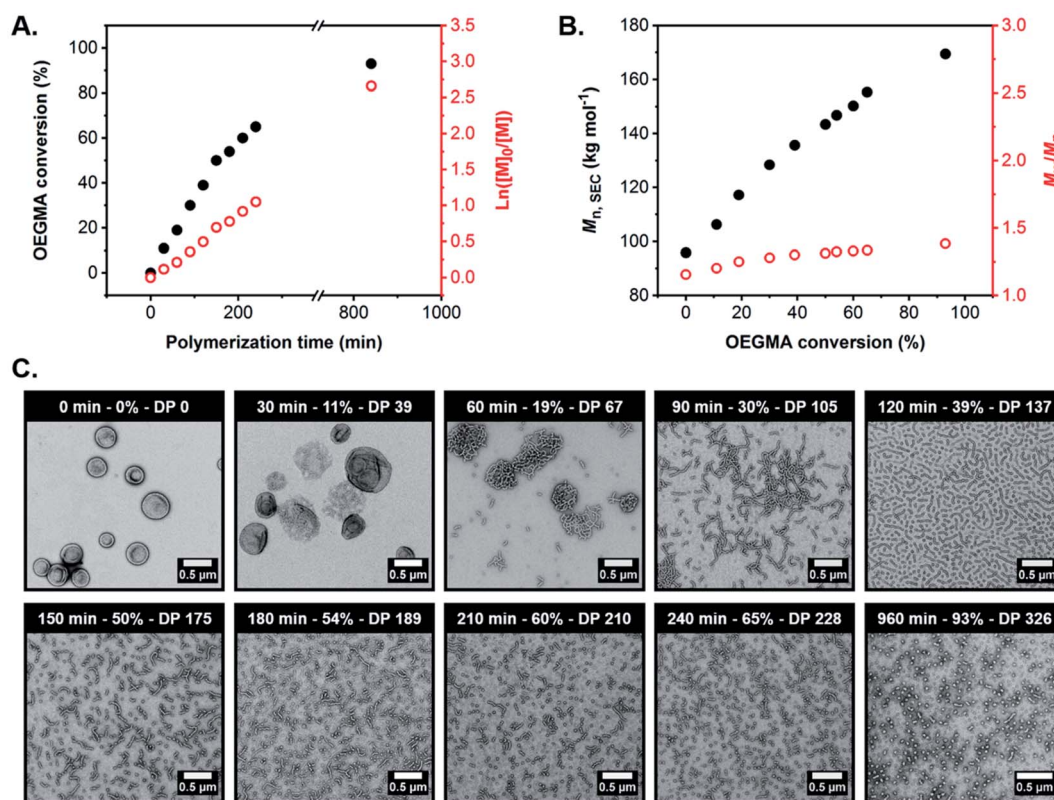 A.
OEGMA conversion (%)
100
80
60
40
20
0
3.5
3.0
2.5
2.0
1.5
1.0
0.5
0.0
Ln([M]0/[M])
0 200 800 1000
Polymerization time (min)
B.
Mn, SEC (kg mol-1)
180
160
140
120
100
80
3.0
2.5
2.0
1.5
1.0
0 20 40 60 80 100
OEGMA conversion (%)
C.
0 min - 0% - DP 0
30 min - 11% - DP 39
60 min - 19% - DP 67
90 min - 30% - DP 105
120 min - 39% - DP 137
0.5 µm
0.5 µm
0.5 µm
0.5 µm
0.5 µm
150 min - 50% - DP 175
180 min - 54% - DP 189
210 min - 60% - DP 210
240 min - 65% - DP 228
960 min - 93% - DP 326
0.5 µm
0.5 µm
0.5 µm
0.5 µm
0.5 µm